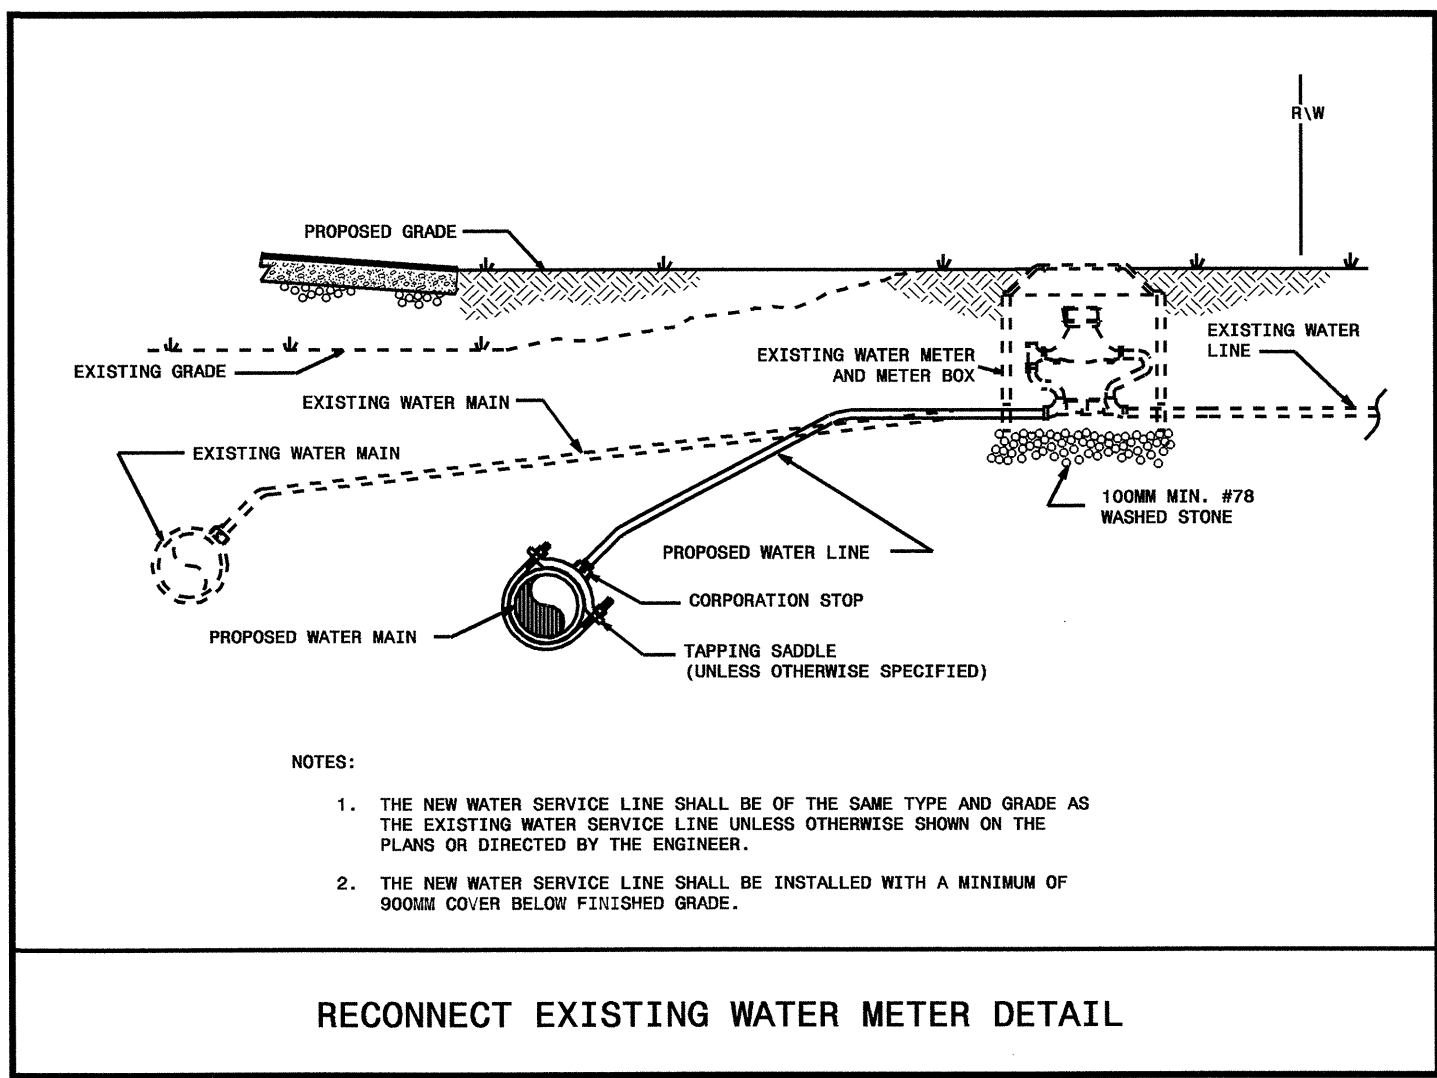 R\W
PROPOSED GRADE
EXISTING GRADE
EXISTING WATER MAIN
EXISTING WATER MAIN
EXISTING WATER METER
AND METER BOX
EXISTING WATER
LINE
100MM MIN. #78
WASHED STONE
PROPOSED WATER LINE
CORPORATION STOP
PROPOSED WATER MAIN
TAPPING SADDLE
(UNLESS OTHERWISE SPECIFIED)
NOTES:
1. THE NEW WATER SERVICE LINE SHALL BE OF THE SAME TYPE AND GRADE AS
THE EXISTING WATER SERVICE LINE UNLESS OTHERWISE SHOWN ON THE
PLANS OR DIRECTED BY THE ENGINEER.
2. THE NEW WATER SERVICE LINE SHALL BE INSTALLED WITH A MINIMUM OF
900MM COVER BELOW FINISHED GRADE.
RECONNECT EXISTING WATER METER DETAIL